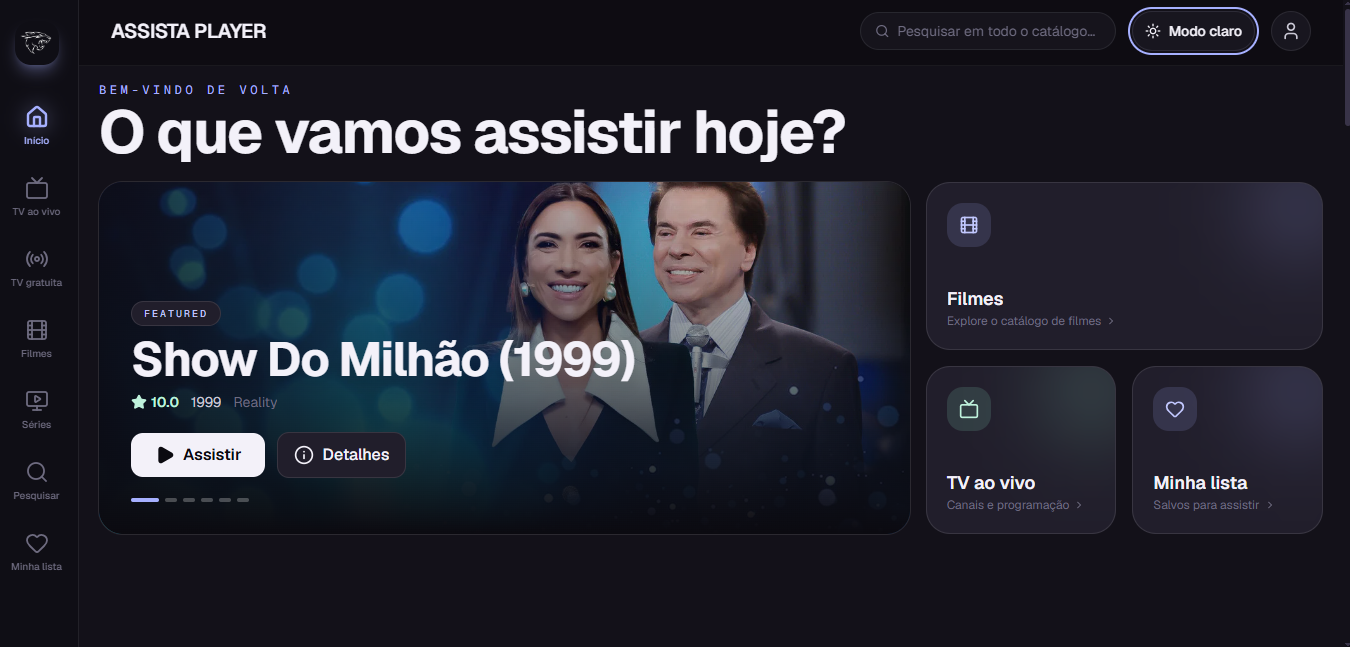 ASSISTA PLAYER
Pesquisar em todo o catálogo...
Modo claro
Início
TV ao vivo
TV gratuita
Filmes
Séries
Pesquisar
Minha lista
BEM-VINDO DE VOLTA
O que vamos assistir hoje?
FEATURED
Show Do Milhão (1999)
10.0 1999 Reality
Assistir
Detalhes
Filmes
Explore o catálogo de filmes
TV ao vivo
Canais e programação
Minha lista
Salvos para assistir